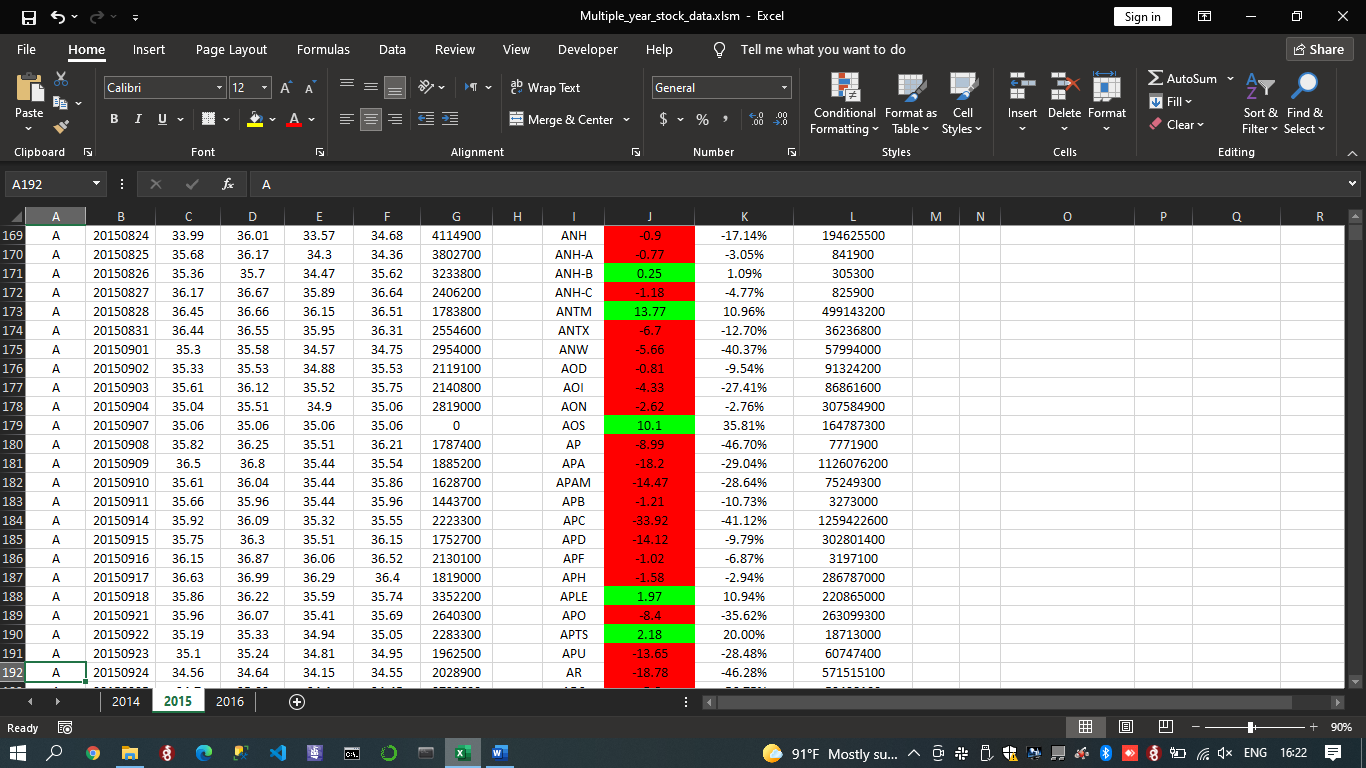 Multiple_year_stock_data.xlsm - Excel
Sign in
File Home Insert Page Layout Formulas Data Review View Developer Help Tell me what you want to do Share
Paste Calibri 12 A A Wrap Text General Conditional Formatting Format as Table Cell Styles Insert Delete Format AutoSum Fill Clear Sort & Filter Find & Select
B I U A Merge & Center $ % ,
Clipboard Font Alignment Number Styles Cells Editing
A192 fx A
A B C D E F G H I J K L M N O P Q R
169 A 20150824 33.99 36.01 33.57 34.68 4114900 ANH -0.9 -17.14% 194625500
170 A 20150825 35.68 36.17 34.3 34.36 3802700 ANH-A -0.77 -3.05% 841900
171 A 20150826 35.36 35.7 34.47 35.62 3233800 ANH-B 0.25 1.09% 305300
172 A 20150827 36.17 36.67 35.89 36.64 2406200 ANH-C -1.18 -4.77% 825900
173 A 20150828 36.45 36.66 36.15 36.51 1783800 ANTM 13.77 10.96% 499143200
174 A 20150831 36.44 36.55 35.95 36.31 2554600 ANTX -6.7 -12.70% 36236800
175 A 20150901 35.3 35.58 34.57 34.75 2954000 ANW -5.66 -40.37% 57994000
176 A 20150902 35.33 35.53 34.88 35.53 2119100 AOD -0.81 -9.54% 91324200
177 A 20150903 35.61 36.12 35.52 35.75 2140800 AOI -4.33 -27.41% 86861600
178 A 20150904 35.04 35.51 34.9 35.06 2819000 AON -2.62 -2.76% 307584900
179 A 20150907 35.06 35.06 35.06 35.06 0 AOS 10.1 35.81% 164787300
180 A 20150908 35.82 36.25 35.51 36.21 1787400 AP -8.99 -46.70% 7771900
181 A 20150909 36.5 36.8 35.44 35.54 1885200 APA -18.2 -29.04% 1126076200
182 A 20150910 35.61 36.04 35.44 35.86 1628700 APAM -14.47 -28.64% 75249300
183 A 20150911 35.66 35.96 35.44 35.96 1443700 APB -1.21 -10.73% 3273000
184 A 20150914 35.92 36.09 35.32 35.55 2223300 APC -33.92 -41.12% 1259422600
185 A 20150915 35.75 36.3 35.51 36.15 1752700 APD -14.12 -9.79% 302801400
186 A 20150916 36.15 36.87 36.06 36.52 2130100 APF -1.02 -6.87% 3197100
187 A 20150917 36.63 36.99 36.29 36.4 1819000 APH -1.58 -2.94% 286787000
188 A 20150918 35.86 36.22 35.59 35.74 3352200 APLE 1.97 10.94% 220865000
189 A 20150921 35.96 36.07 35.41 35.69 2640300 APO -8.4 -35.62% 263099300
190 A 20150922 35.19 35.33 34.94 35.05 2283300 APTS 2.18 20.00% 18713000
191 A 20150923 35.1 35.24 34.81 34.95 1962500 APU -13.65 -28.48% 60747400
192 A 20150924 34.56 34.64 34.15 34.55 2028900 AR -18.78 -46.28% 571515100
2014 2015 2016
Ready 90%
91°F Mostly su... ENG 16:22